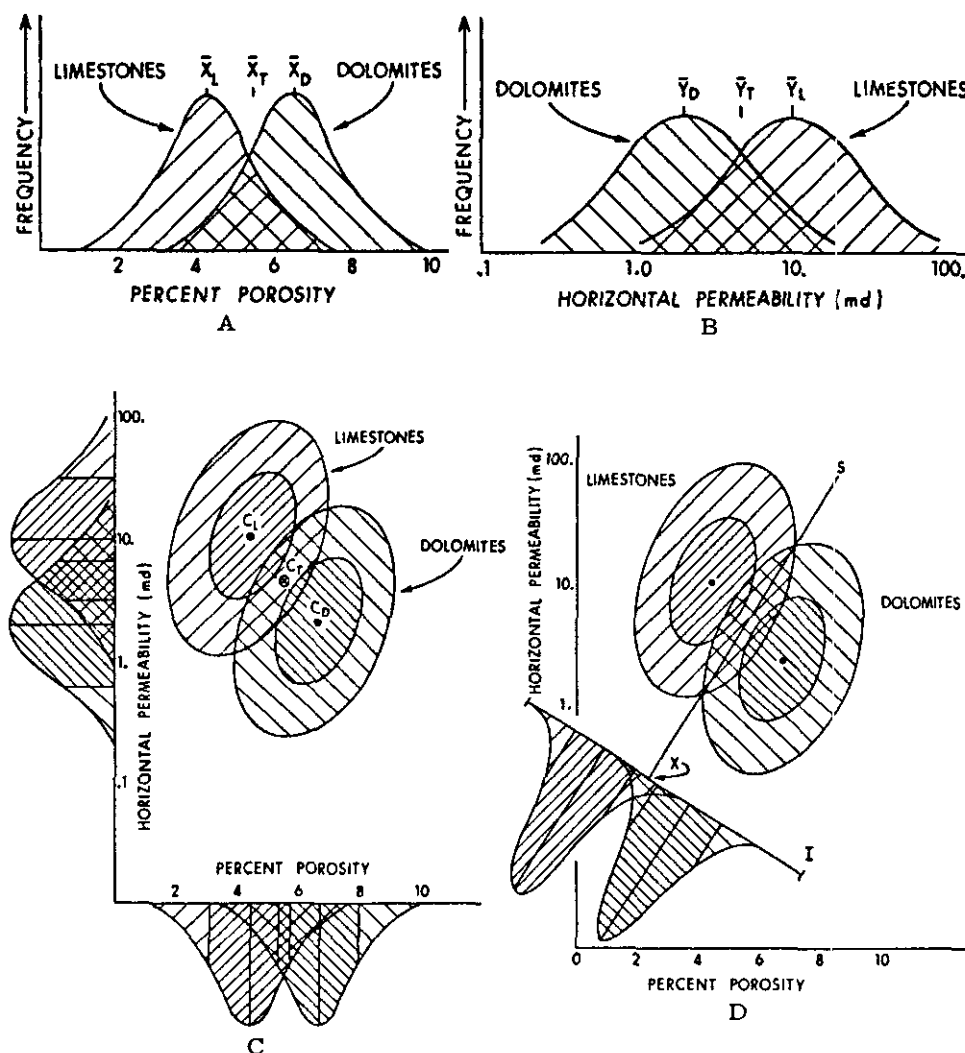 FREQUENCY
LIMESTONES
X̄L
X̄T
X̄D
DOLOMITES
2
4
6
8
10
PERCENT POROSITY
A
FREQUENCY
DOLOMITES
ȲD
ȲT
ȲL
LIMESTONES
.1
1.0
10.
100.
HORIZONTAL PERMEABILITY (md)
B
100.
10.
1.
.1
HORIZONTAL PERMEABILITY (md)
LIMESTONES
CL
CT
CD
DOLOMITES
PERCENT POROSITY
2
4
6
8
10
C
100.
10.
1.
HORIZONTAL PERMEABILITY (md)
LIMESTONES
S
DOLOMITES
X
I
0
2
4
6
8
10
PERCENT POROSITY
D